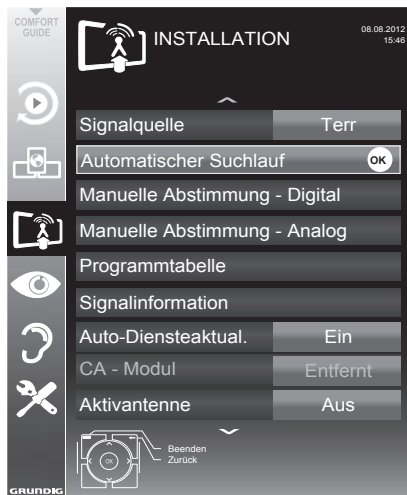 COMFORT
GUIDE
INSTALLATION
08.08.2012
15:46
Signalquelle Terr
Automatischer Suchlauf OK
Manuelle Abstimmung - Digital
Manuelle Abstimmung - Analog
Programmtabelle
Signalinformation
Auto-Diensteaktual. Ein
CA - Modul Entfernt
Aktivantenne Aus
OK
Beenden
Zurück
GRUNDIG